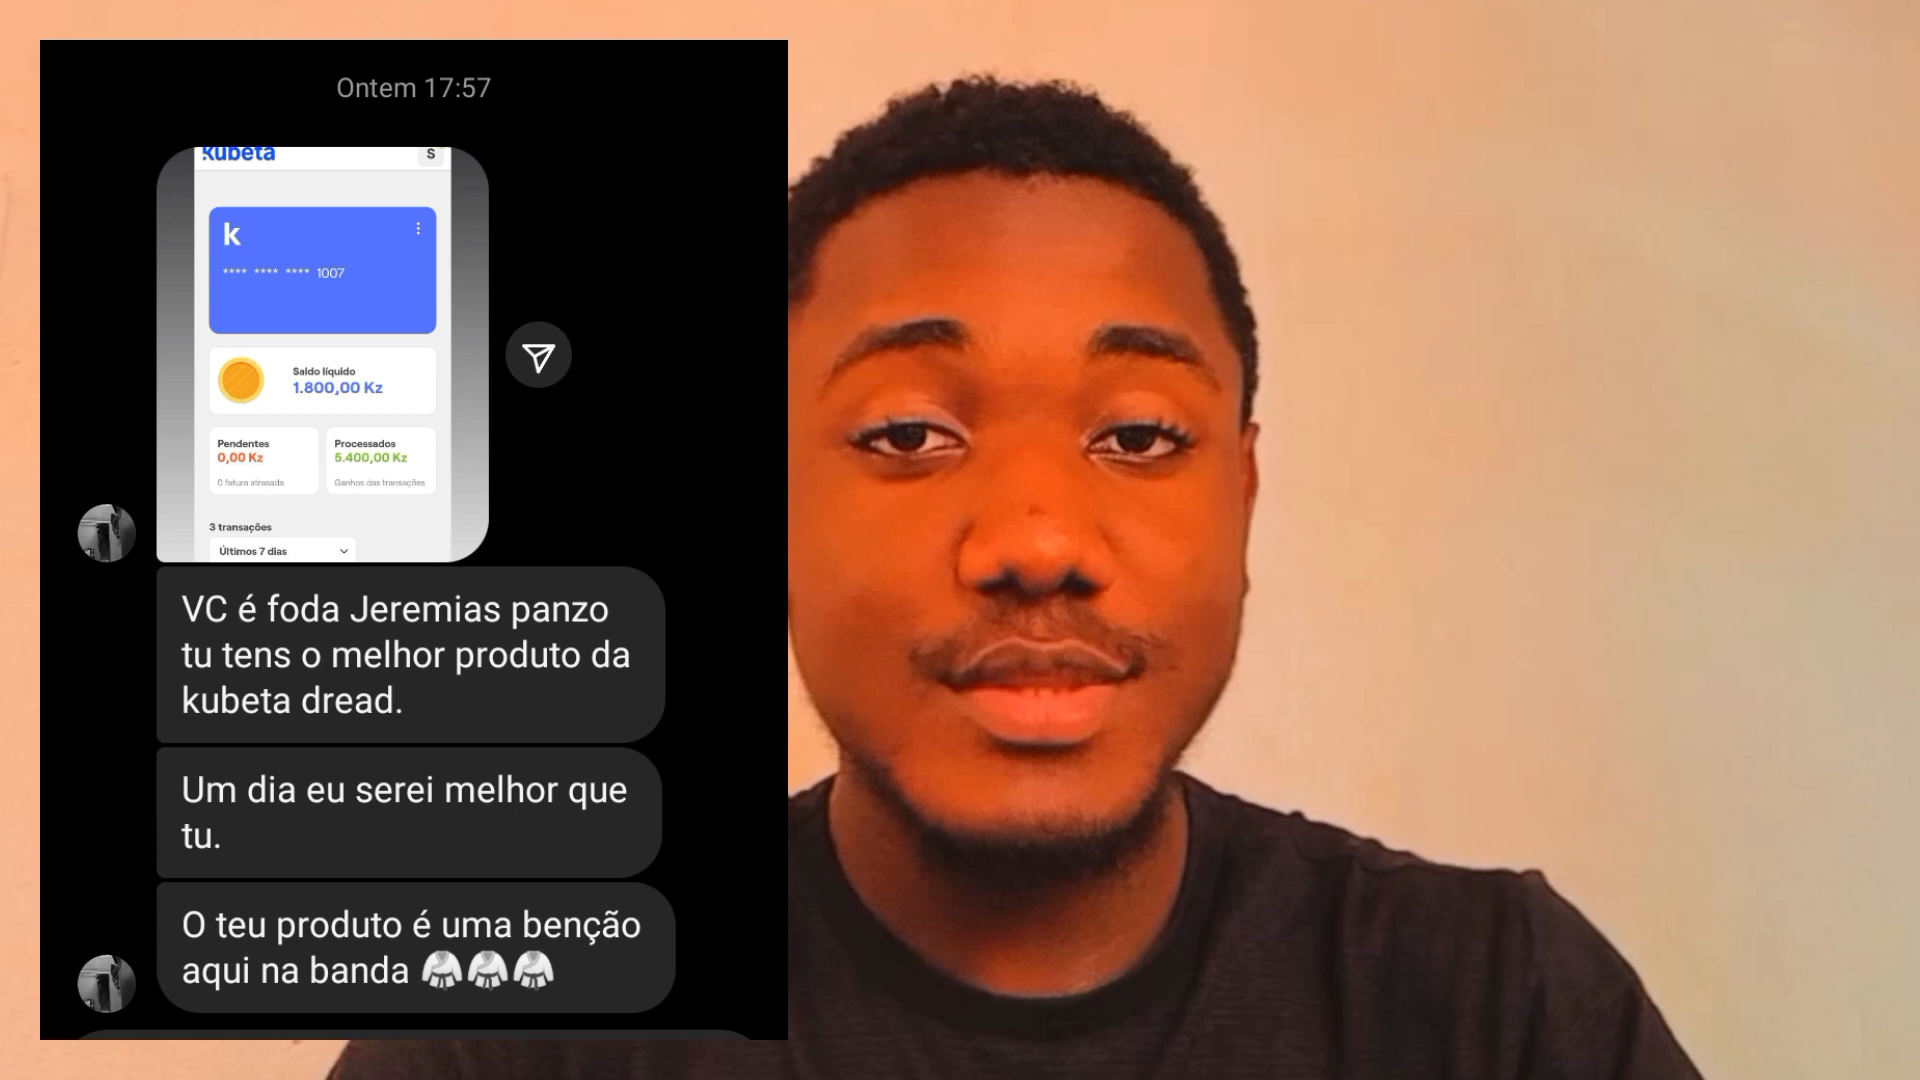 Ontem 17:57
kubeta
S
k
**** **** **** 1007
Saldo líquido
1.800,00 Kz
Pendentes
0,00 Kz
0 fatura atrasada
Processados
5.400,00 Kz
Ganhos das transações
3 transações
Últimos 7 dias
VC é foda Jeremias panzo
tu tens o melhor produto da
kubeta dread.
Um dia eu serei melhor que
tu.
O teu produto é uma benção
aqui na banda 🥋🥋🥋